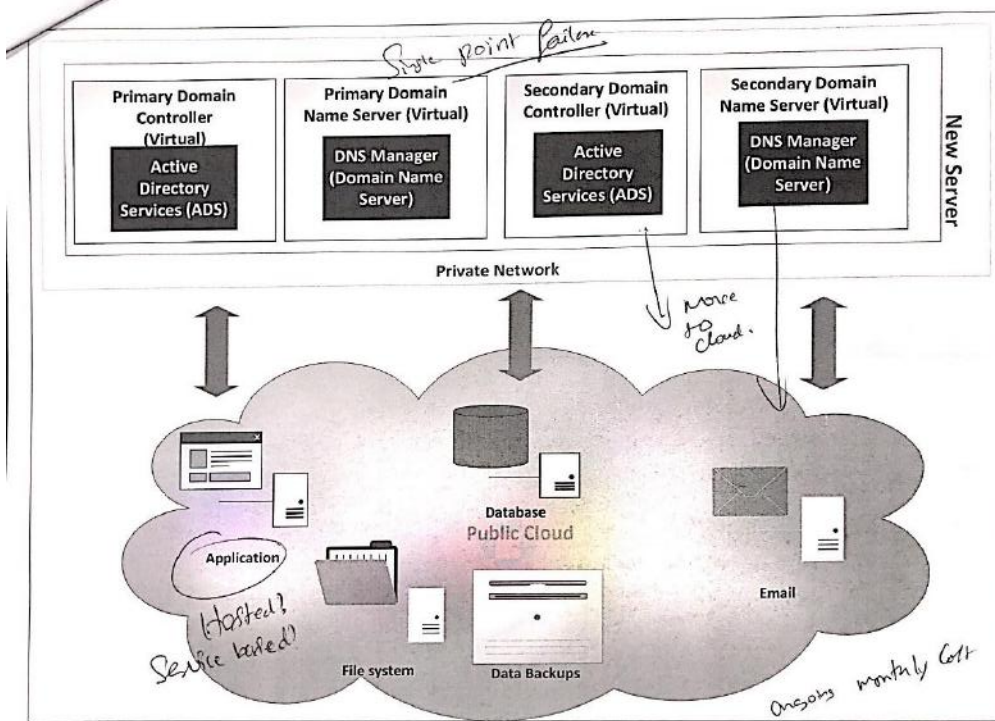 Single point failure
Primary Domain
Controller
(Virtual)
Active
Directory
Services (ADS)
Primary Domain
Name Server (Virtual)
DNS Manager
(Domain Name
Server)
Secondary Domain
Controller (Virtual)
Active
Directory
Services (ADS)
Secondary Domain
Name Server (Virtual)
DNS Manager
(Domain Name
Server)
New Server
Private Network
move
to
cloud.
Application
Hosted?
Service based?
Database
Public Cloud
File system
Data Backups
Email
Ongoing monthly Cost